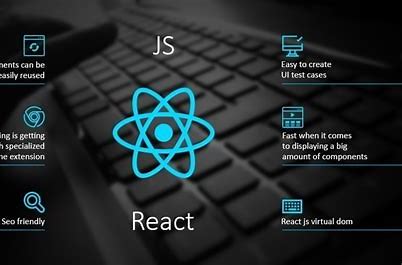 JS
ments can be
easily reused
ing is getting
h specialized
ne extension
Seo friendly
Easy to create
UI test cases
Fast when it comes
to displaying a big
amount of components
React js virtual dom
React